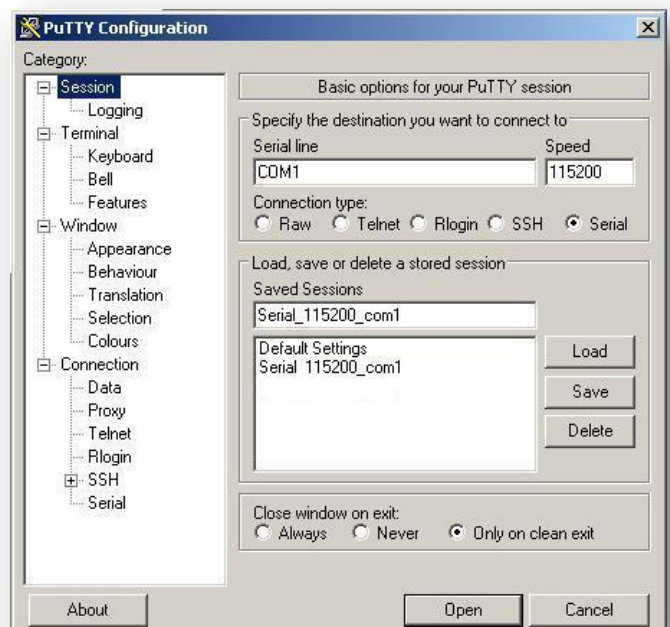 PuTTY Configuration
Category:
Session
Logging
Terminal
Keyboard
Bell
Features
Window
Appearance
Behaviour
Translation
Selection
Colours
Connection
Data
Proxy
Telnet
Rlogin
SSH
Serial
Basic options for your PuTTY session
Specify the destination you want to connect to
Serial line Speed
COM1 115200
Connection type:
Raw Telnet Rlogin SSH Serial
Load, save or delete a stored session
Saved Sessions
Serial_115200_com1
Default Settings
Serial_115200_com1
Load
Save
Delete
Close window on exit:
Always Never Only on clean exit
About Open Cancel